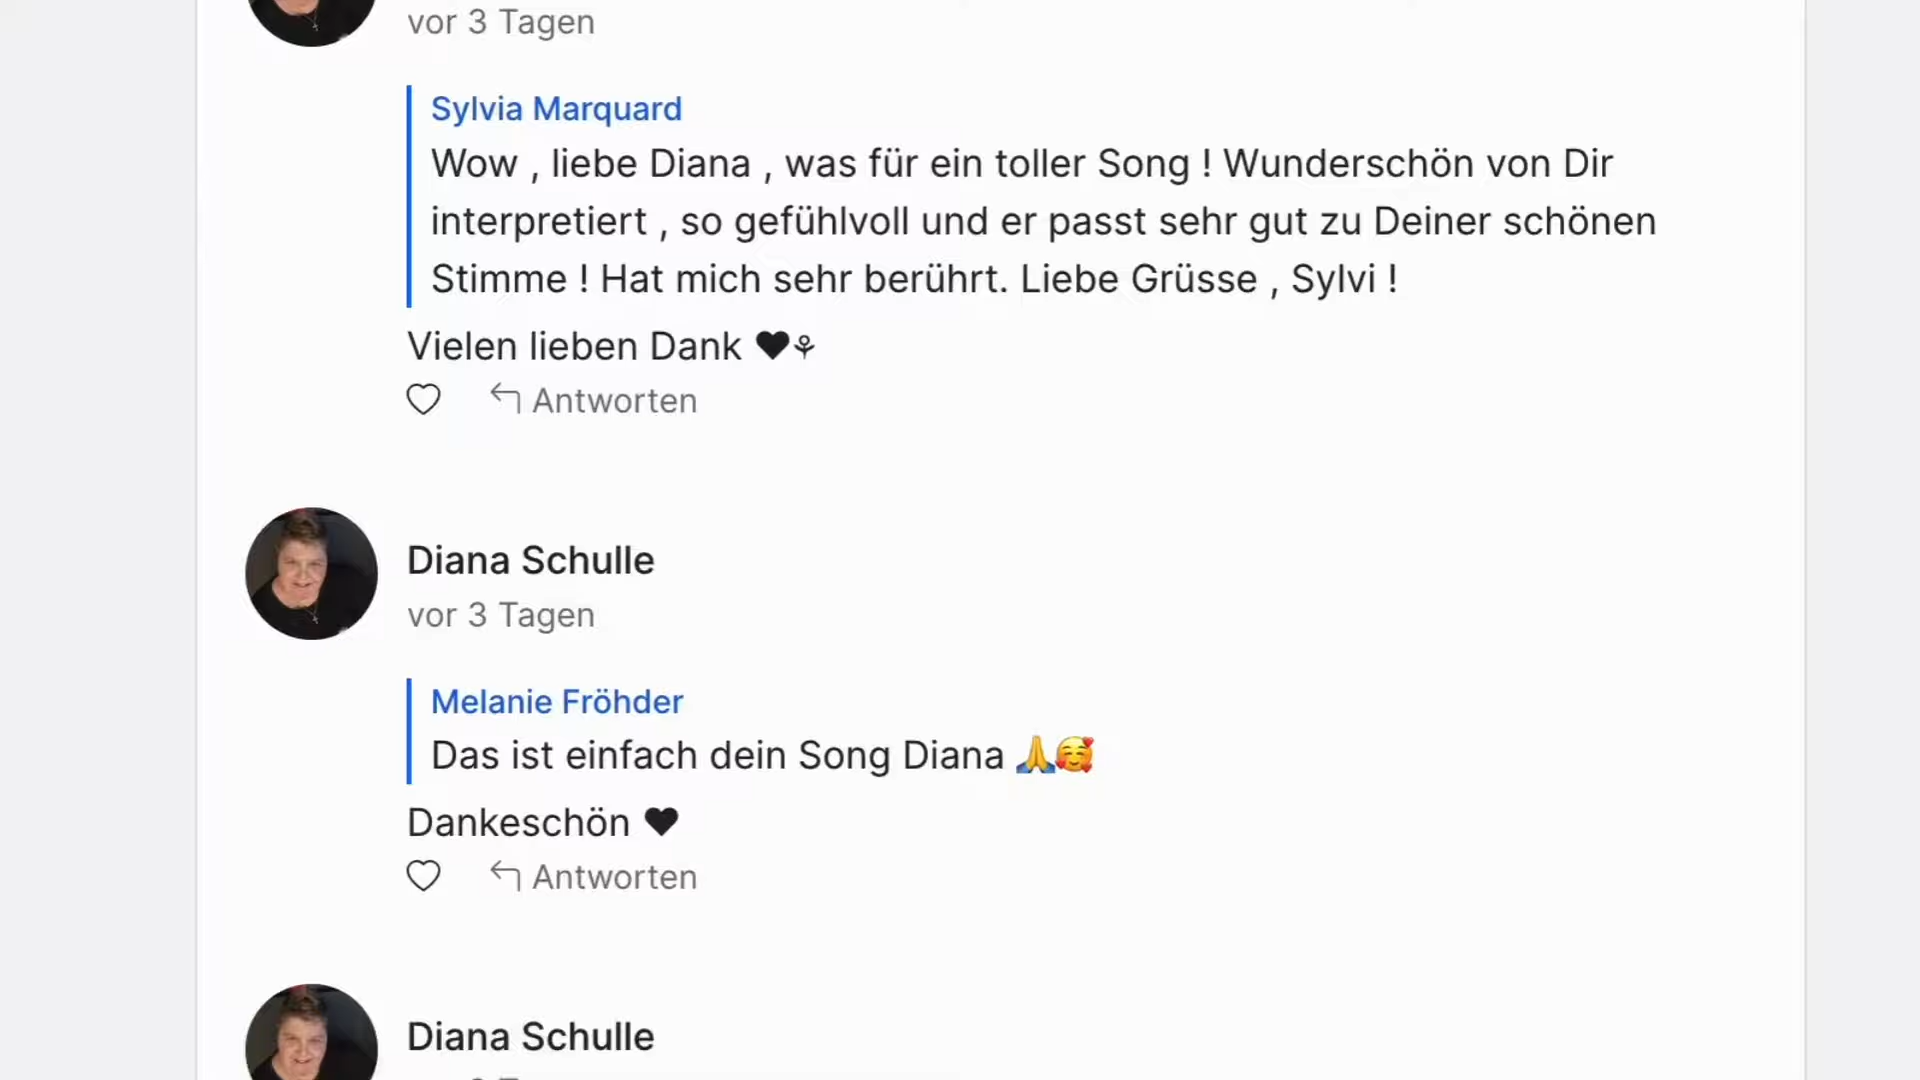 vor 3 Tagen
Sylvia Marquard
Wow , liebe Diana , was für ein toller Song ! Wunderschön von Dir
interpretiert , so gefühlvoll und er passt sehr gut zu Deiner schönen
Stimme ! Hat mich sehr berührt. Liebe Grüsse , Sylvi !
Vielen lieben Dank ♥⚘
Antworten
Diana Schulle
vor 3 Tagen
Melanie Fröhder
Das ist einfach dein Song Diana 🙏🥰
Dankeschön ♥
Antworten
Diana Schulle